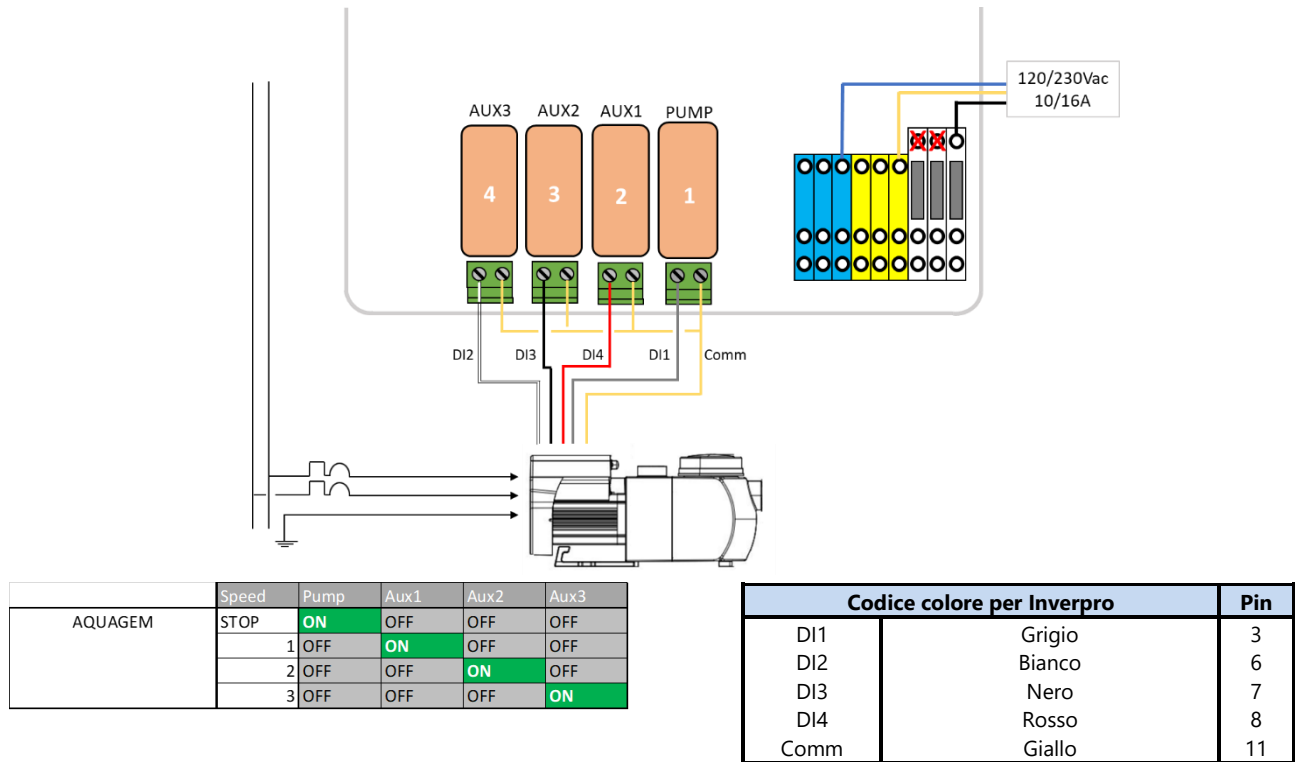 120/230Vac
10/16A
AUX3 AUX2 AUX1 PUMP
4 3 2 1
DI2 DI3 DI4 DI1 Comm
Speed Pump Aux1 Aux2 Aux3
AQUAGEM STOP ON OFF OFF OFF
1 OFF ON OFF OFF
2 OFF OFF ON OFF
3 OFF OFF OFF ON
Codice colore per Inverpro Pin
DI1 Grigio 3
DI2 Bianco 6
DI3 Nero 7
DI4 Rosso 8
Comm Giallo 11